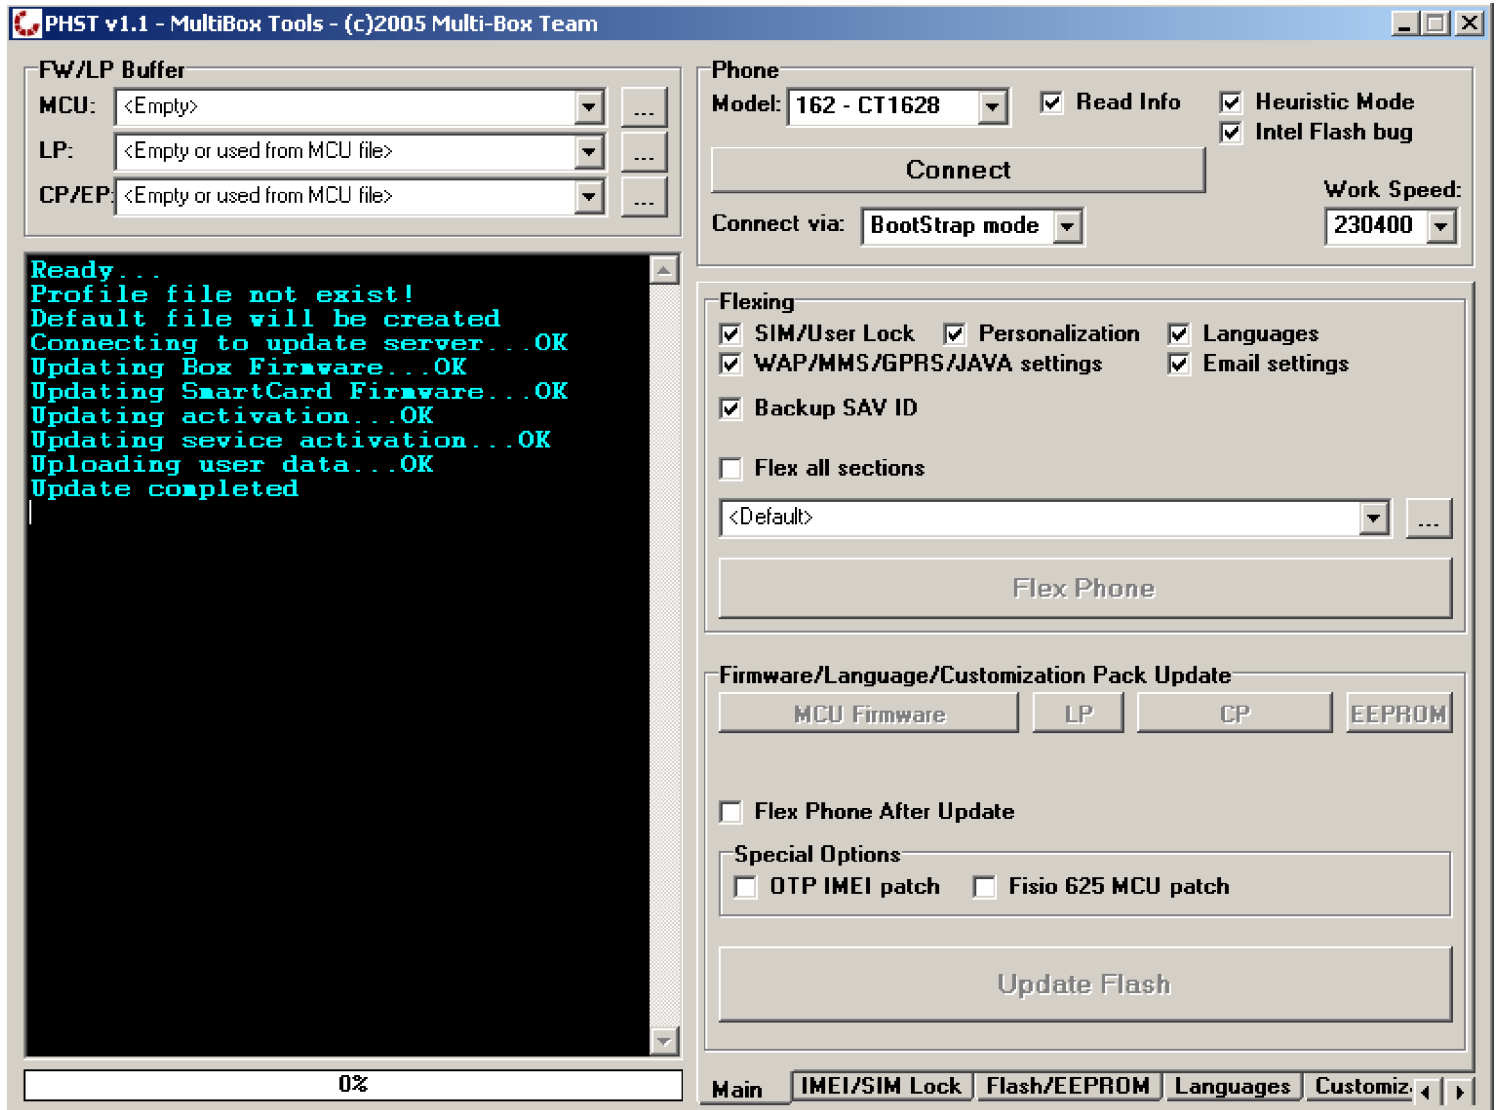 PHST v1.1 - MultiBox Tools - (c)2005 Multi-Box Team
FW/LP Buffer
MCU: <Empty> ...
LP: <Empty or used from MCU file> ...
CP/EP: <Empty or used from MCU file> ...
Ready...
Profile file not exist!
Default file will be created
Connecting to update server...OK
Updating Box Firmware...OK
Updating SmartCard Firmware...OK
Updating activation...OK
Updating sevice activation...OK
Uploading user data...OK
Update completed
0%
Phone
Model: 162 - CT1628 Read Info Heuristic Mode
Intel Flash bug
Connect
Work Speed:
Connect via: BootStrap mode 230400
Flexing
SIM/User Lock Personalization Languages
WAP/MMS/GPRS/JAVA settings Email settings
Backup SAV ID
Flex all sections
<Default> ...
Flex Phone
Firmware/Language/Customization Pack Update
MCU Firmware LP CP EEPROM
Flex Phone After Update
Special Options
OTP IMEI patch Fisio 625 MCU patch
Update Flash
Main IMEI/SIM Lock Flash/EEPROM Languages Customiz